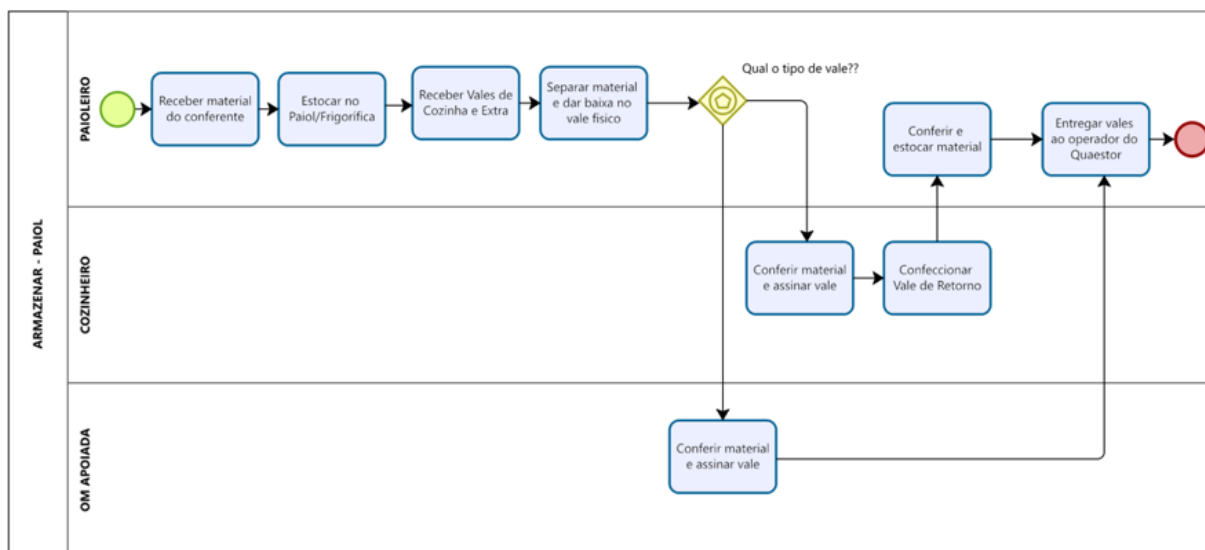 ARMAZENAR - PAIOL
PAIOLEIRO
Receber material
do conferente
Estocar no
Paiol/Frigorífica
Receber Vales de
Cozinha e Extra
Separar material
e dar baixa no
vale físico
Qual o tipo de vale??
Conferir e
estocar material
Entregar vales
ao operador do
Quaestor
COZINHEIRO
Conferir material
e assinar vale
Confeccionar
Vale de Retorno
OM APOIADA
Conferir material
e assinar vale